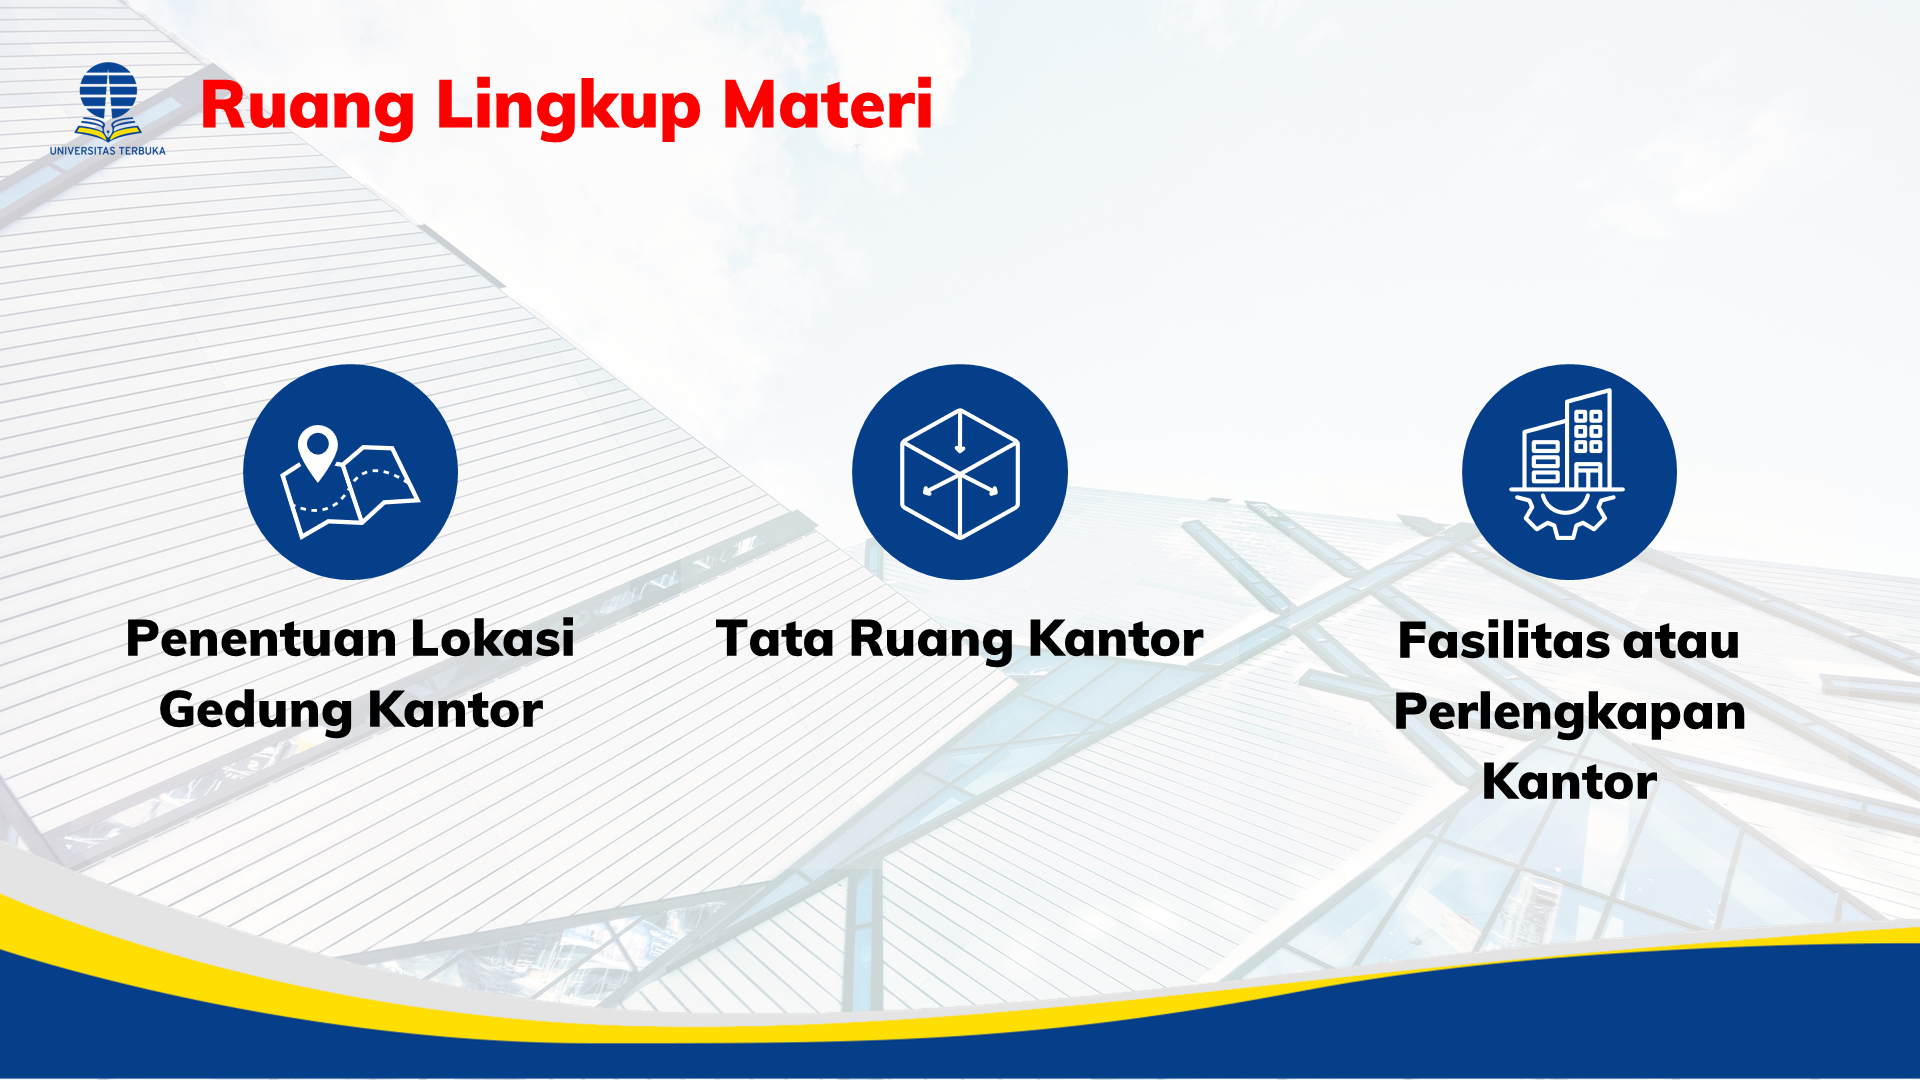 UNIVERSITAS TERBUKA
Ruang Lingkup Materi
Penentuan Lokasi
Gedung Kantor
Tata Ruang Kantor
Fasilitas atau
Perlengkapan
Kantor